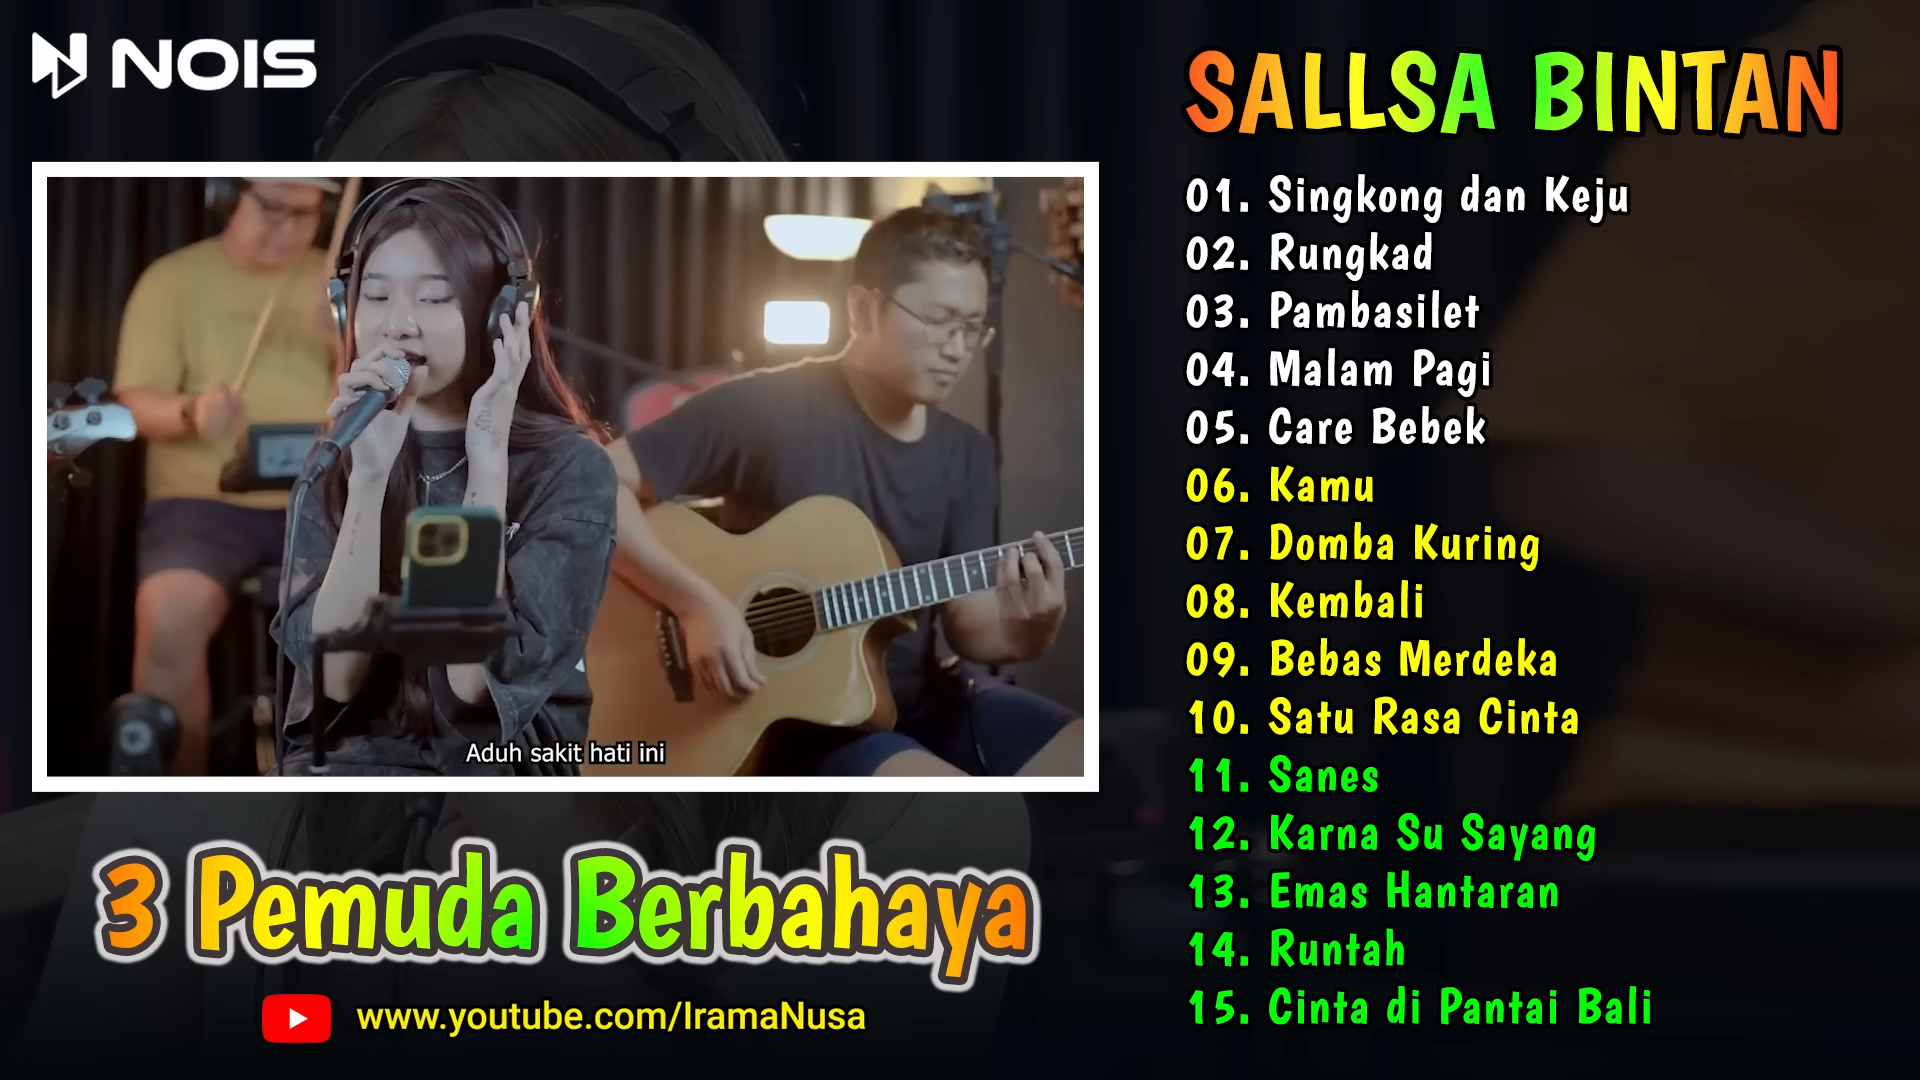 NOIS
SALLSA BINTAN
01. Singkong dan Keju
02. Rungkad
03. Pambasilet
04. Malam Pagi
05. Care Bebek
06. Kamu
07. Domba Kuring
08. Kembali
09. Bebas Merdeka
10. Satu Rasa Cinta
11. Sanes
12. Karna Su Sayang
13. Emas Hantaran
14. Runtah
15. Cinta di Pantai Bali
Aduh sakit hati ini
3 Pemuda Berbahaya
www.youtube.com/IramaNusa